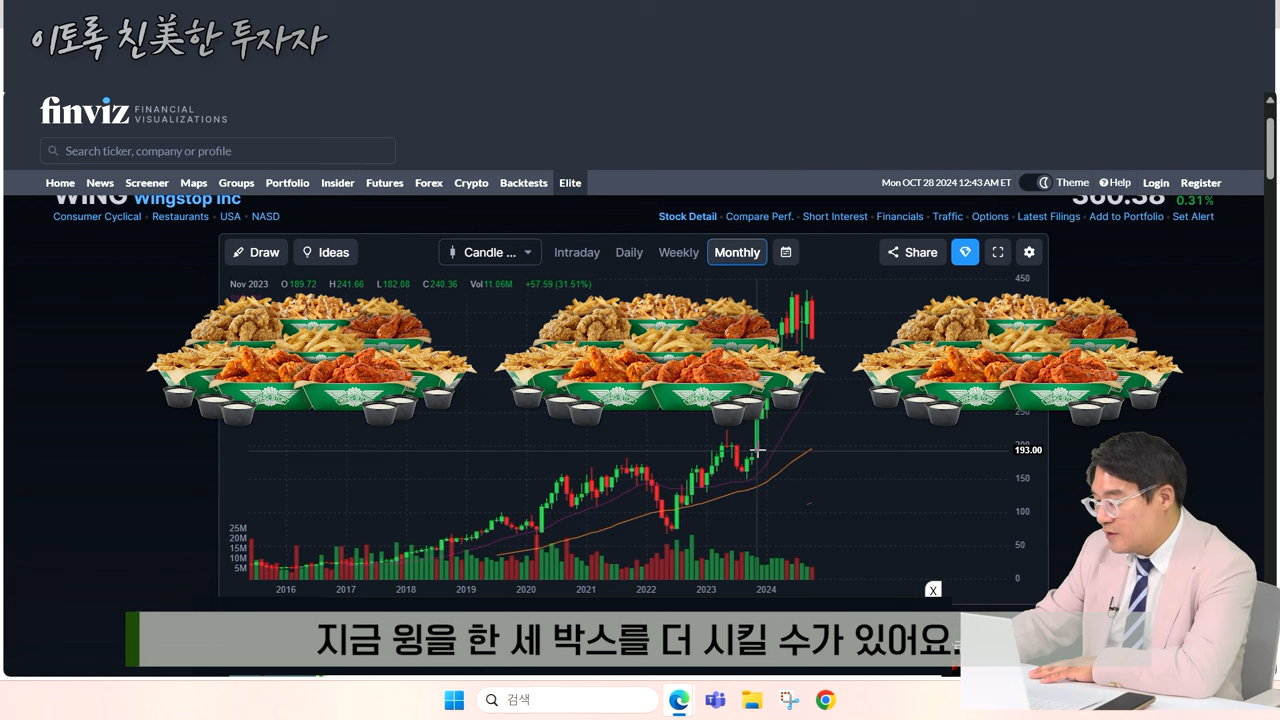 이토록 친美한 투자자
finviz FINANCIAL VISUALIZATIONS
Search ticker, company or profile
Home News Screener Maps Groups Portfolio Insider Futures Forex Crypto Backtests Elite
Mon OCT 28 2024 12:43 AM ET Theme Help Login Register
WING Wingstop Inc
360.38 0.31%
Consumer Cyclical • Restaurants • USA • NASD
Stock Detail • Compare Perf. • Short Interest • Financials • Traffic • Options • Latest Filings • Add to Portfolio • Set Alert
Draw Ideas Candle ... Intraday Daily Weekly Monthly Share
Nov 2023 O 189.72 H 241.66 L 182.08 C 240.36 Vol 11.06M +57.59 (31.51%)
450
250
200
193.00
150
100
50
0
25M
20M
15M
10M
5M
2016 2017 2018 2019 2020 2021 2022 2023 2024
X
지금 윙을 한 세 박스를 더 시킬 수가 있어요.
검색